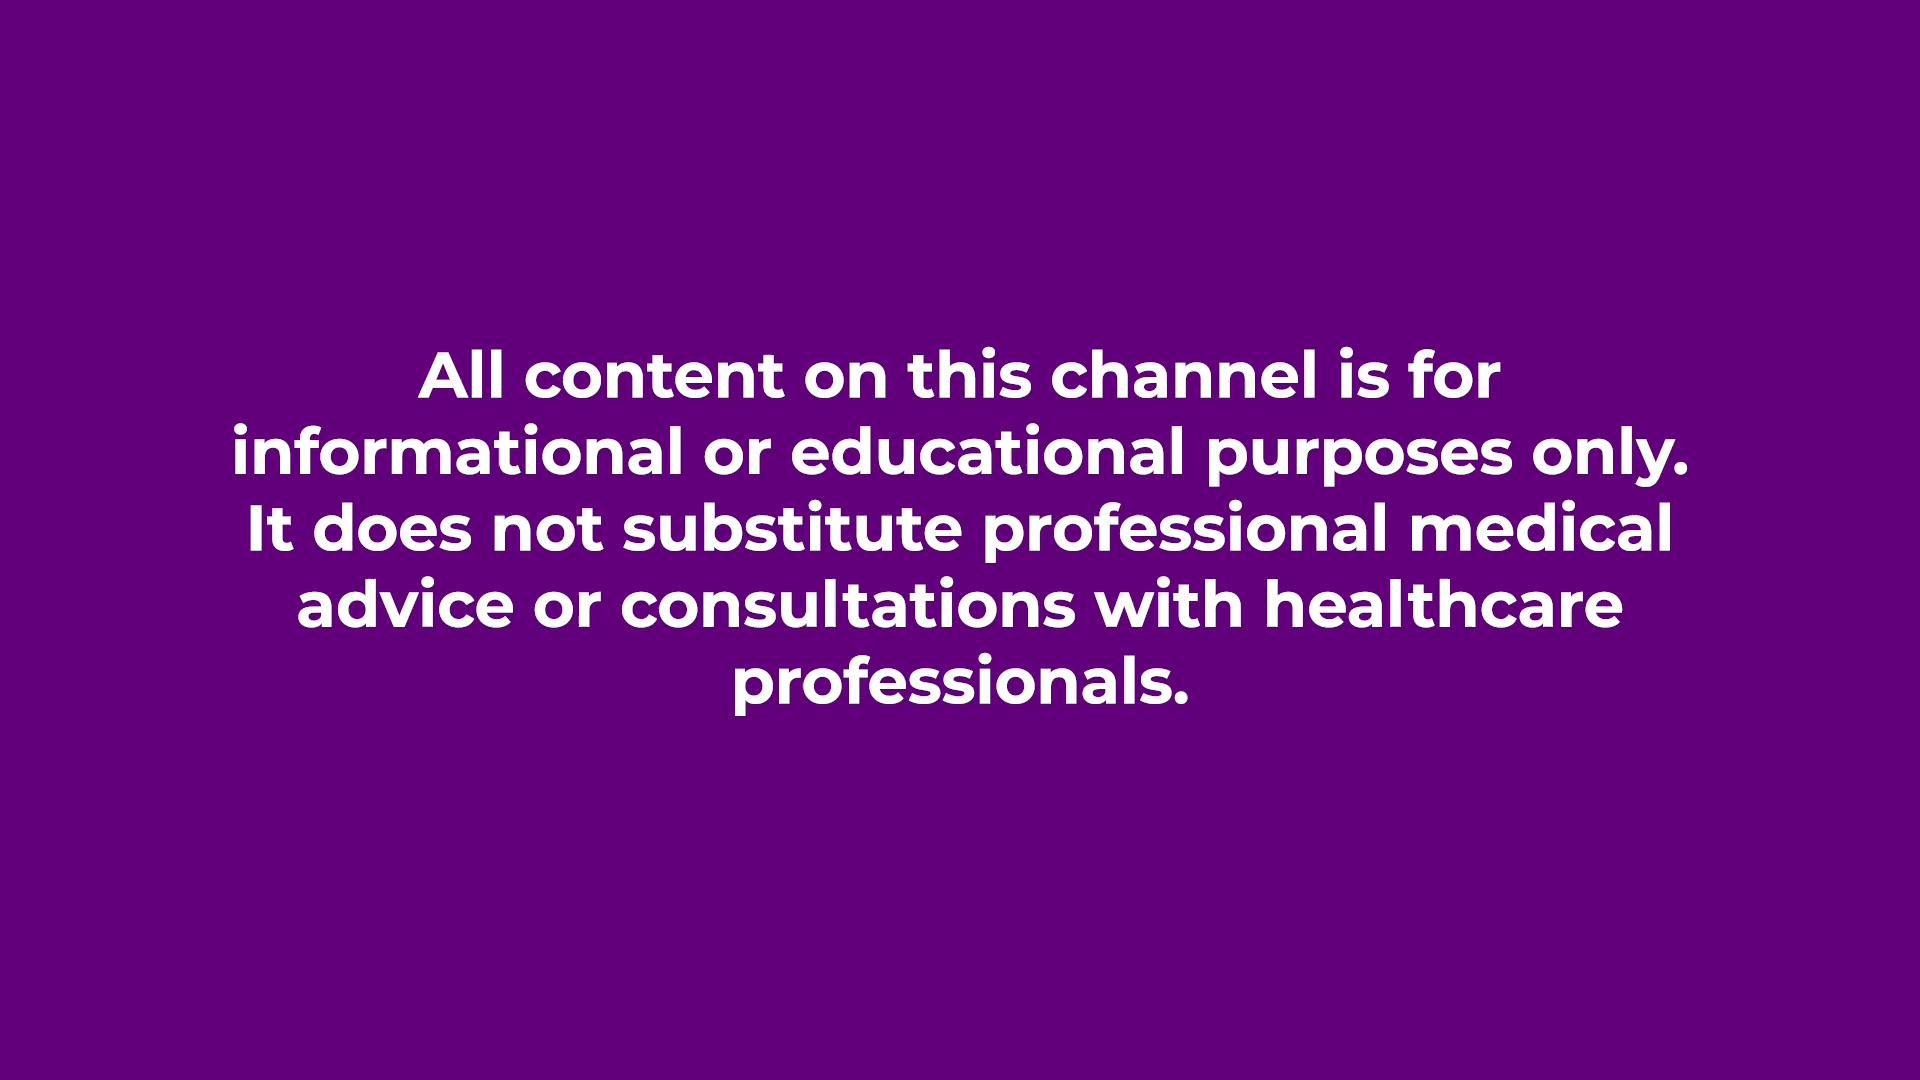 All content on this channel is for
informational or educational purposes only.
It does not substitute professional medical
advice or consultations with healthcare
professionals.